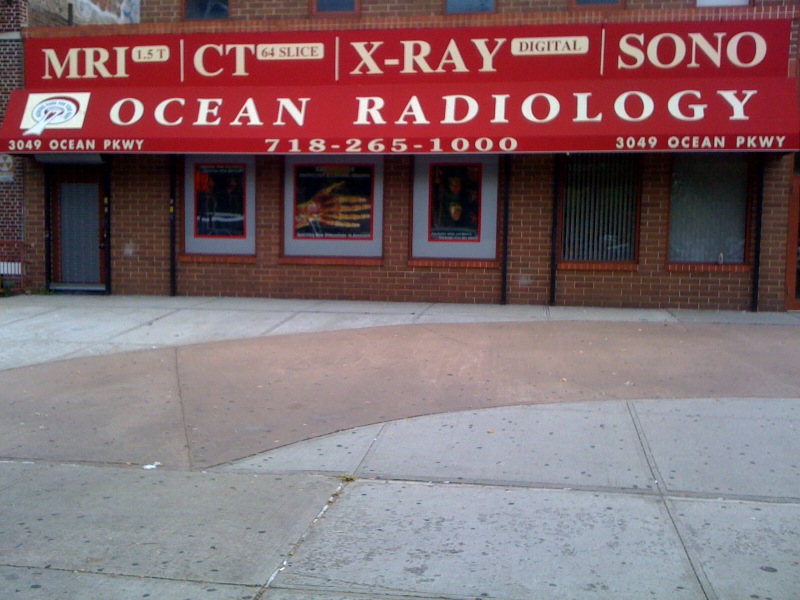 MRI 1.5 T CT 64 SLICE X-RAY DIGITAL SONO
OCEAN RADIOLOGY
3049 OCEAN PKWY 718-265-1000 3049 OCEAN PKWY